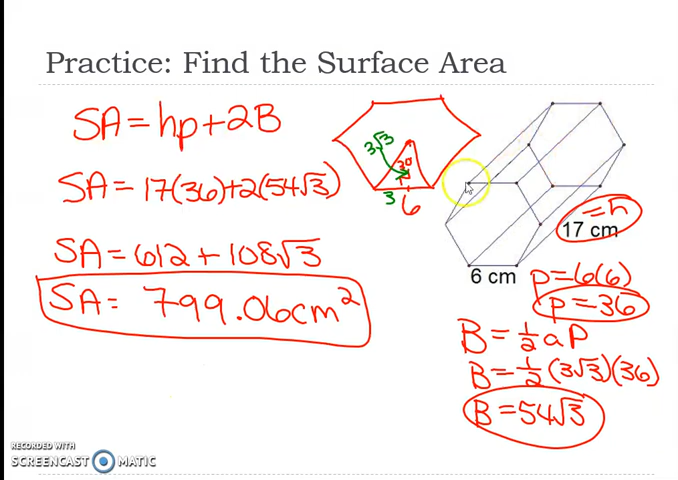 Practice: Find the Surface Area
SA = hp + 2B
SA = 17(36) + 2(54√3)
SA = 612 + 108√3
SA = 799.06cm²
3√3
30
3
6
= h
17 cm
6 cm
p = 6(6)
p = 36
B = ½ a P
B = ½ (3√3)(36)
B = 54√3
RECORDED WITH
SCREENCAST MATIC